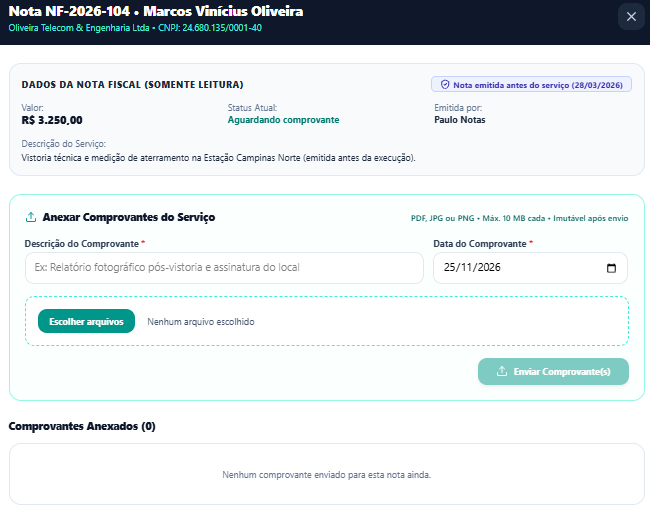 Nota NF-2026-104 • Marcos Vinícius Oliveira
Oliveira Telecom & Engenharia Ltda • CNPJ: 24.680.135/0001-40
DADOS DA NOTA FISCAL (SOMENTE LEITURA)
Nota emitida antes do serviço (28/03/2026)
Valor:
R$ 3.250,00
Status Atual:
Aguardando comprovante
Emitida por:
Paulo Notas
Descrição do Serviço:
Vistoria técnica e medição de aterramento na Estação Campinas Norte (emitida antes da execução).
Anexar Comprovantes do Serviço
PDF, JPG ou PNG • Máx. 10 MB cada • Imutável após envio
Descrição do Comprovante *
Ex: Relatório fotográfico pós-vistoria e assinatura do local
Data do Comprovante *
25/11/2026
Escolher arquivos
Nenhum arquivo escolhido
Enviar Comprovante(s)
Comprovantes Anexados (0)
Nenhum comprovante enviado para esta nota ainda.